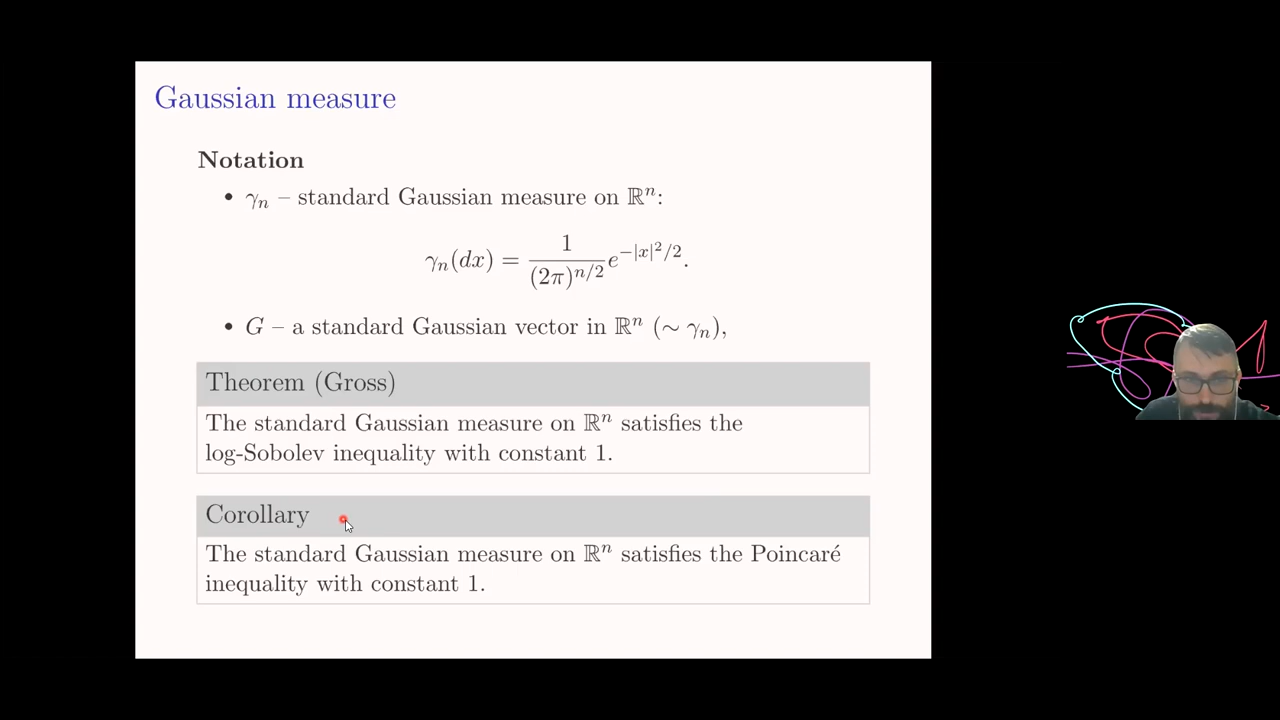 Gaussian measure
Notation
• γₙ – standard Gaussian measure on ℝⁿ:
γₙ(dx) = 1/(2π)^{n/2} e^{−|x|²/2}.
• G – a standard Gaussian vector in ℝⁿ (∼ γₙ),
Theorem (Gross)
The standard Gaussian measure on ℝⁿ satisfies the
log-Sobolev inequality with constant 1.
Corollary
The standard Gaussian measure on ℝⁿ satisfies the Poincaré
inequality with constant 1.